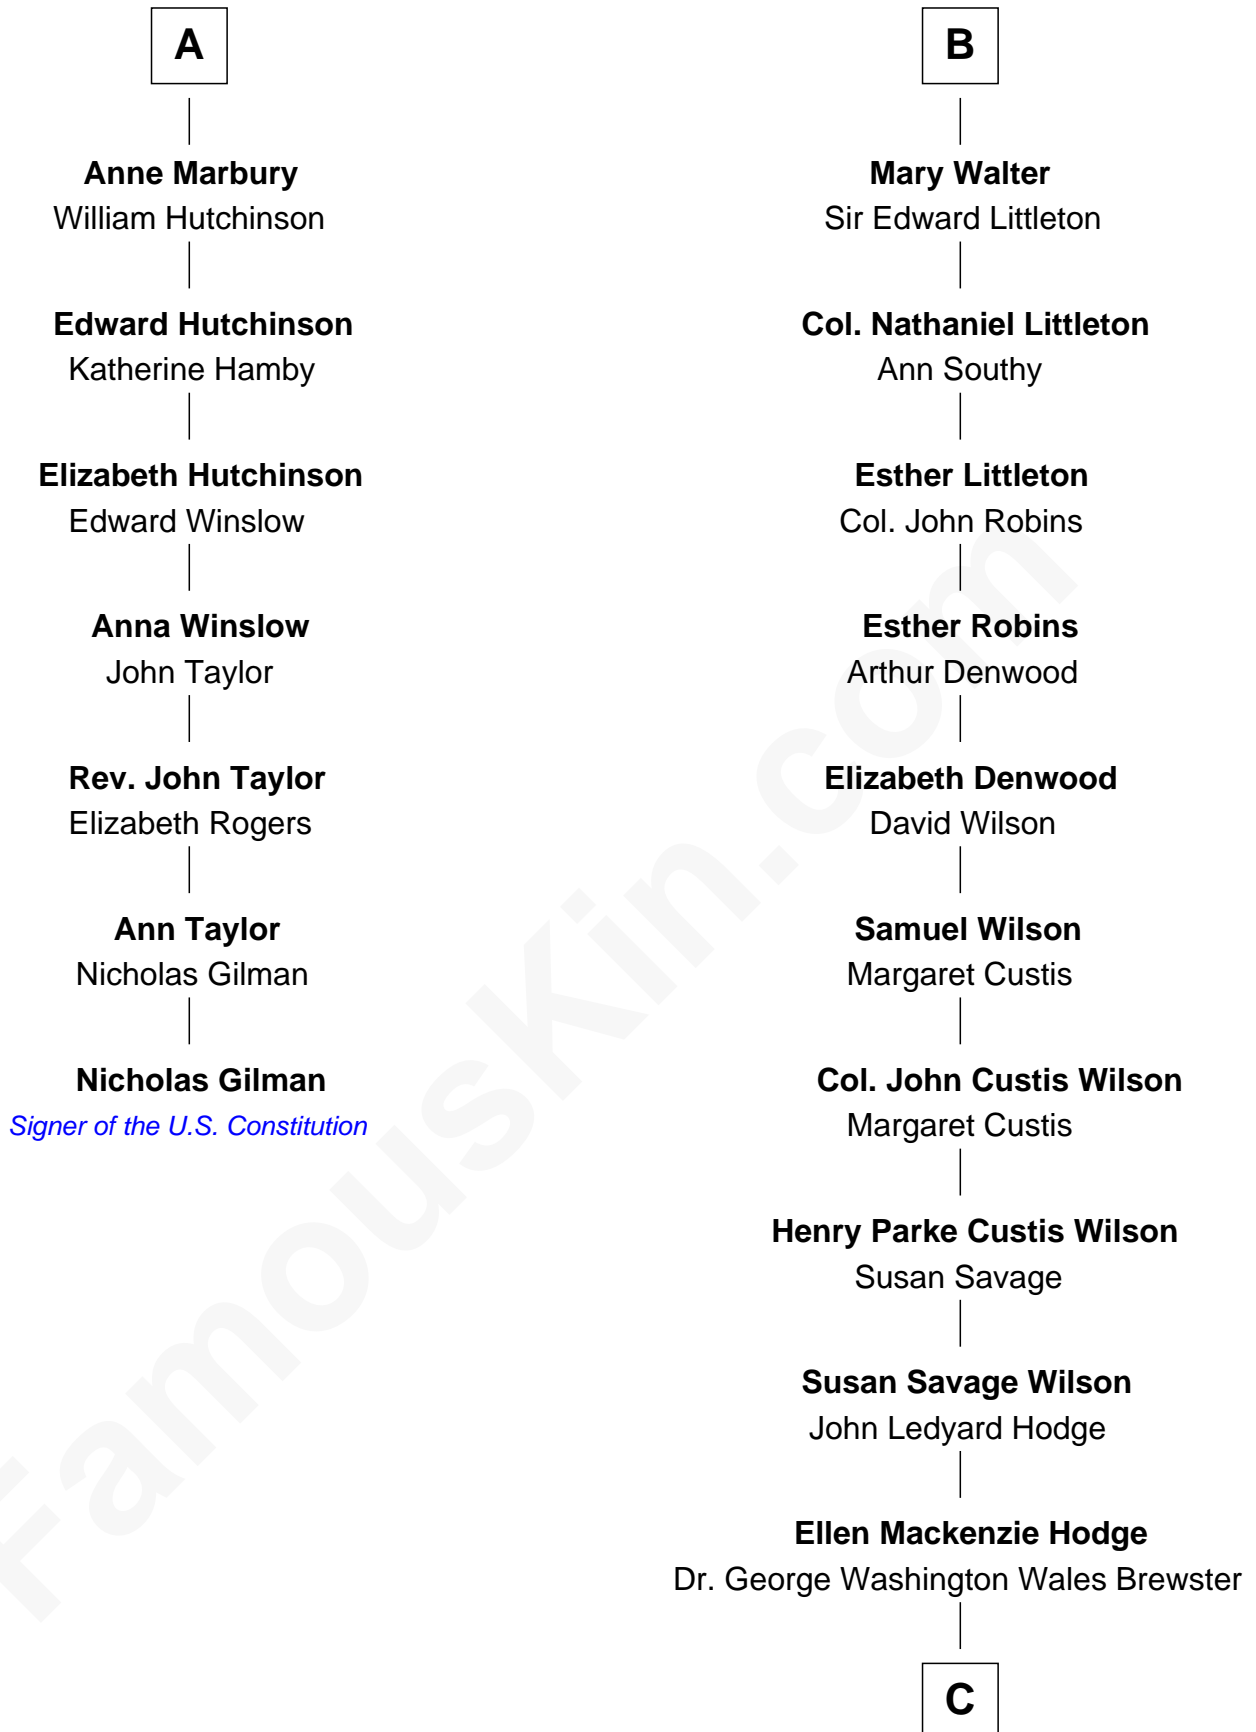 A
Anne Marbury
William Hutchinson
Edward Hutchinson
Katherine Hamby
Elizabeth Hutchinson
Edward Winslow
Anna Winslow
John Taylor
Rev. John Taylor
Elizabeth Rogers
Ann Taylor
Nicholas Gilman
Nicholas Gilman
Signer of the U.S. Constitution
B
Mary Walter
Sir Edward Littleton
Col. Nathaniel Littleton
Ann Southy
Esther Littleton
Col. John Robins
Esther Robins
Arthur Denwood
Elizabeth Denwood
David Wilson
Samuel Wilson
Margaret Custis
Col. John Custis Wilson
Margaret Custis
Henry Parke Custis Wilson
Susan Savage
Susan Savage Wilson
John Ledyard Hodge
Ellen Mackenzie Hodge
Dr. George Washington Wales Brewster
C
FamousKin.com